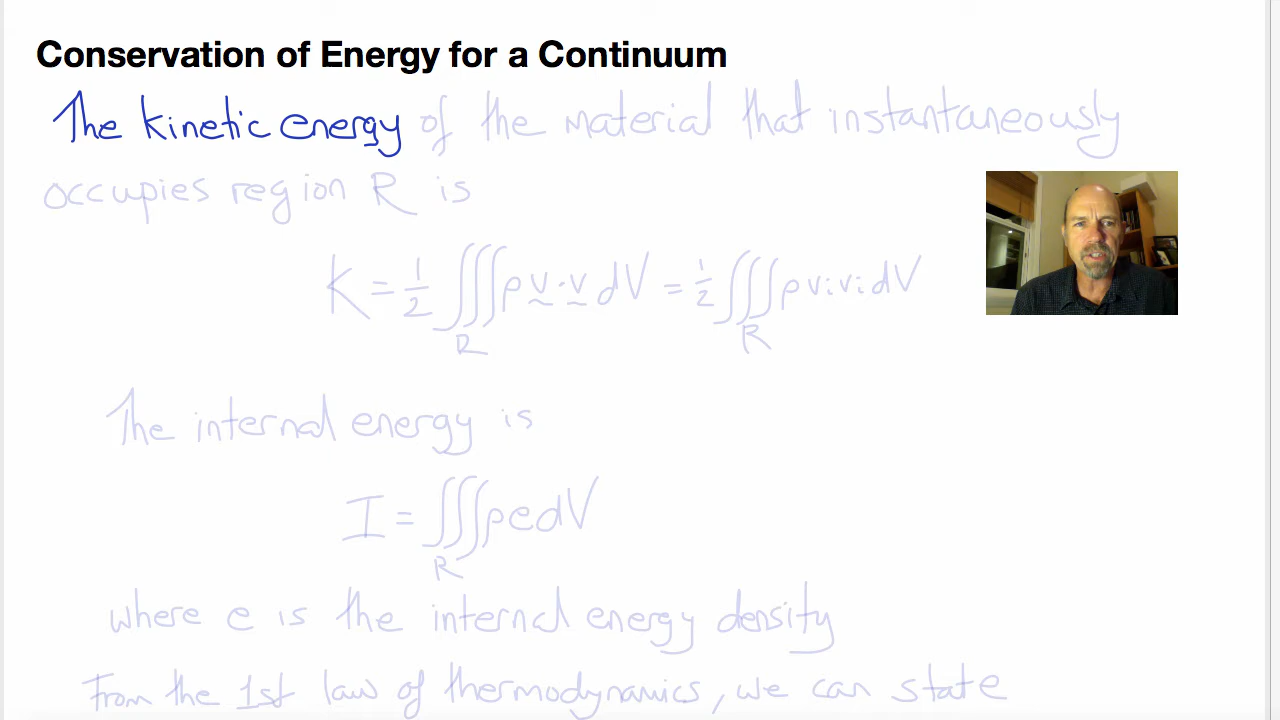 Conservation of Energy for a Continuum
The kinetic energy of the material that instantaneously
occupies region R is
K = 1/2 ∭_R ρ v̰ · v̰ dV = 1/2 ∭_R ρ vᵢ vᵢ dV
The internal energy is
I = ∭_R ρ e dV
where e is the internal energy density
From the 1st law of thermodynamics, we can state